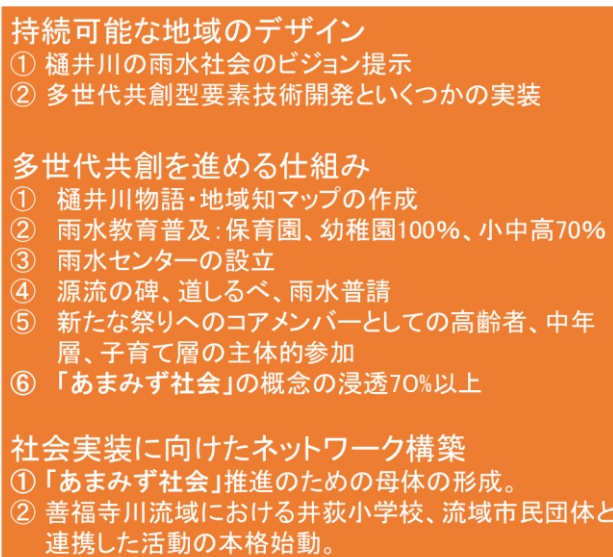 持続可能な地域のデザイン
① 樋井川の雨水社会のビジョン提示
② 多世代共創型要素技術開発といくつかの実装
多世代共創を進める仕組み
① 樋井川物語・地域知マップの作成
② 雨水教育普及:保育園、幼稚園100%、小中高70%
③ 雨水センターの設立
④ 源流の碑、道しるべ、雨水普請
⑤ 新たな祭りへのコアメンバーとしての高齢者、中年
層、子育て層の主体的参加
⑥ 「あまみず社会」の概念の浸透70%以上
社会実装に向けたネットワーク構築
① 「あまみず社会」推進のための母体の形成。
② 善福寺川流域における井荻小学校、流域市民団体と
連携した活動の本格始動。